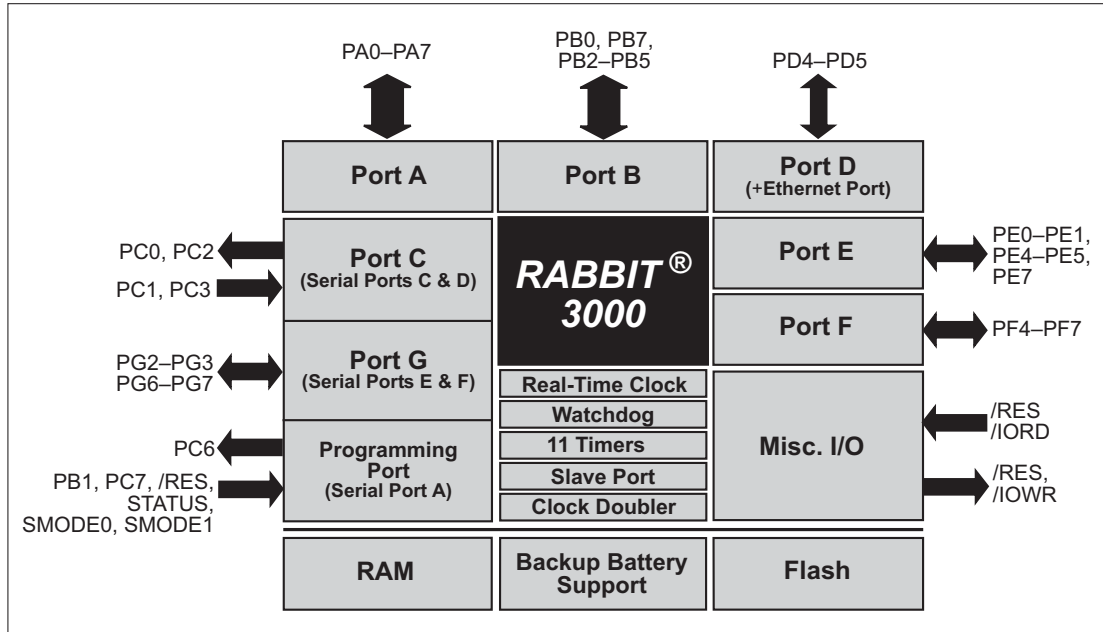 PA0–PA7
PB0, PB7,
PB2–PB5
PD4–PD5
Port A
Port B
Port D
(+Ethernet Port)
PC0, PC2
PC1, PC3
Port C
(Serial Ports C & D)
RABBIT ®
3000
Port E
PE0–PE1,
PE4–PE5,
PE7
Port F
PF4–PF7
PG2–PG3
PG6–PG7
Port G
(Serial Ports E & F)
Real-Time Clock
Watchdog
11 Timers
Slave Port
Clock Doubler
PC6
PB1, PC7, /RES,
STATUS,
SMODE0, SMODE1
Programming
Port
(Serial Port A)
Misc. I/O
/RES
/IORD
/RES,
/IOWR
RAM
Backup Battery
Support
Flash